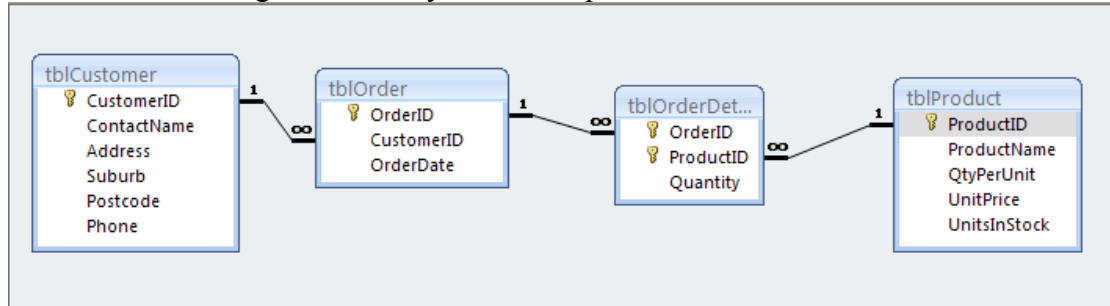 tblCustomer
CustomerID
ContactName
Address
Suburb
Postcode
Phone
1
∞
tblOrder
OrderID
CustomerID
OrderDate
1
∞
tblOrderDet...
OrderID
ProductID
Quantity
∞
1
tblProduct
ProductID
ProductName
QtyPerUnit
UnitPrice
UnitsInStock